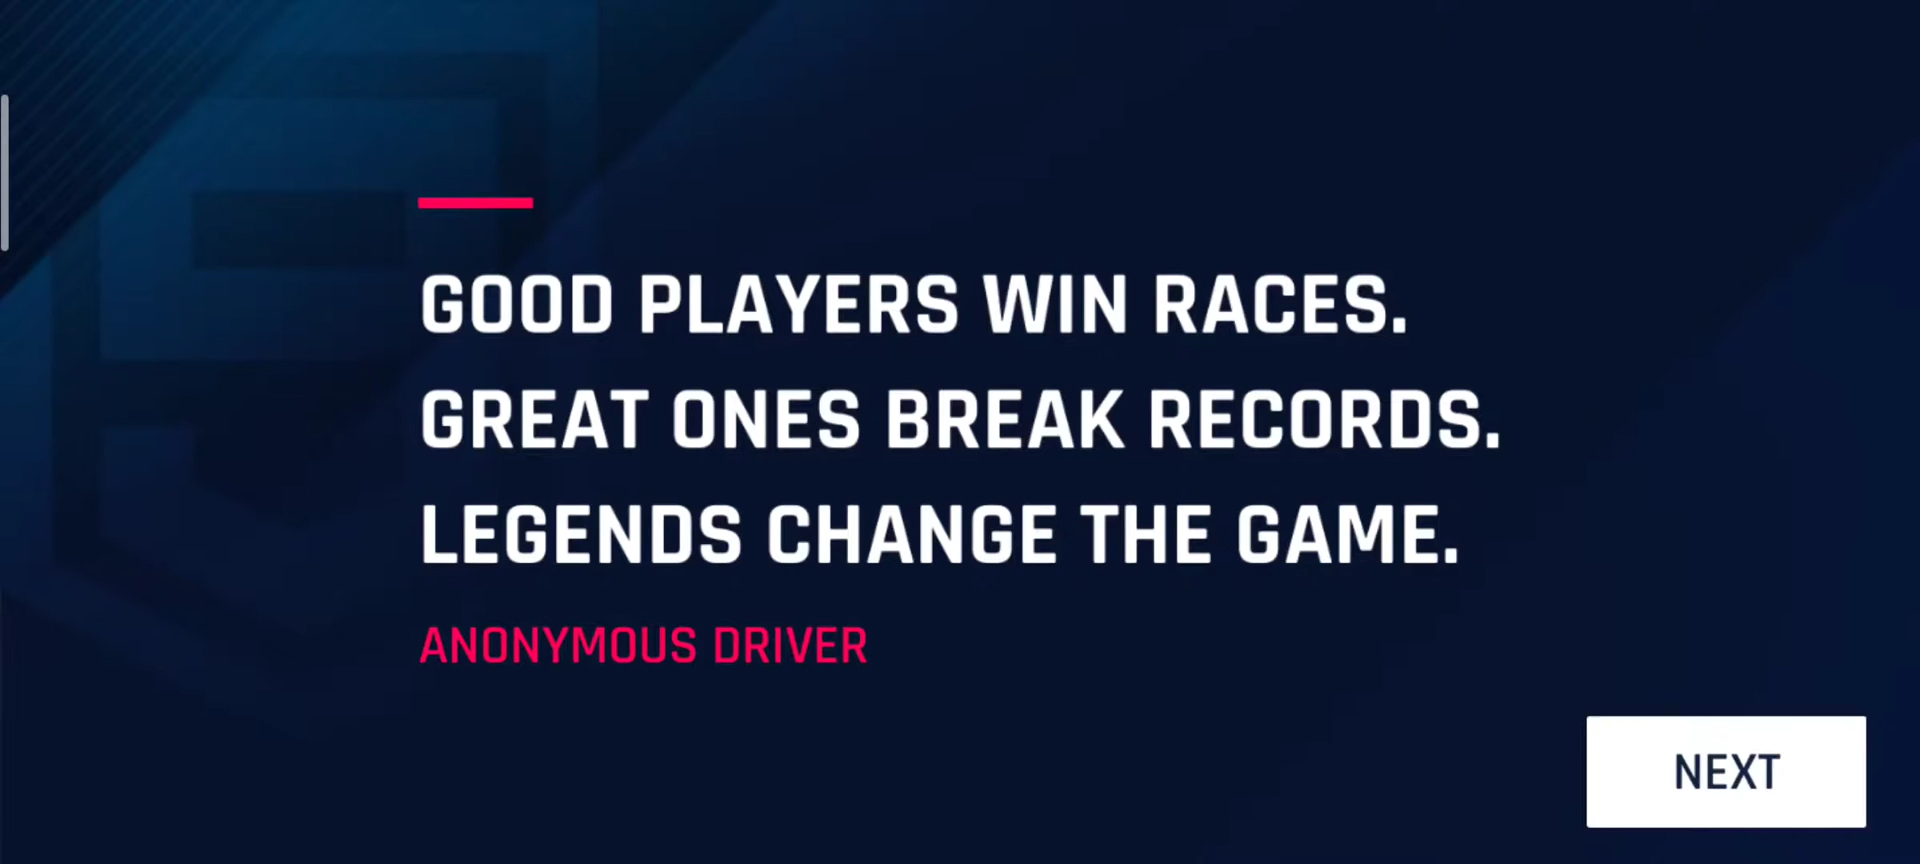 GOOD PLAYERS WIN RACES.
GREAT ONES BREAK RECORDS.
LEGENDS CHANGE THE GAME.
ANONYMOUS DRIVER
NEXT